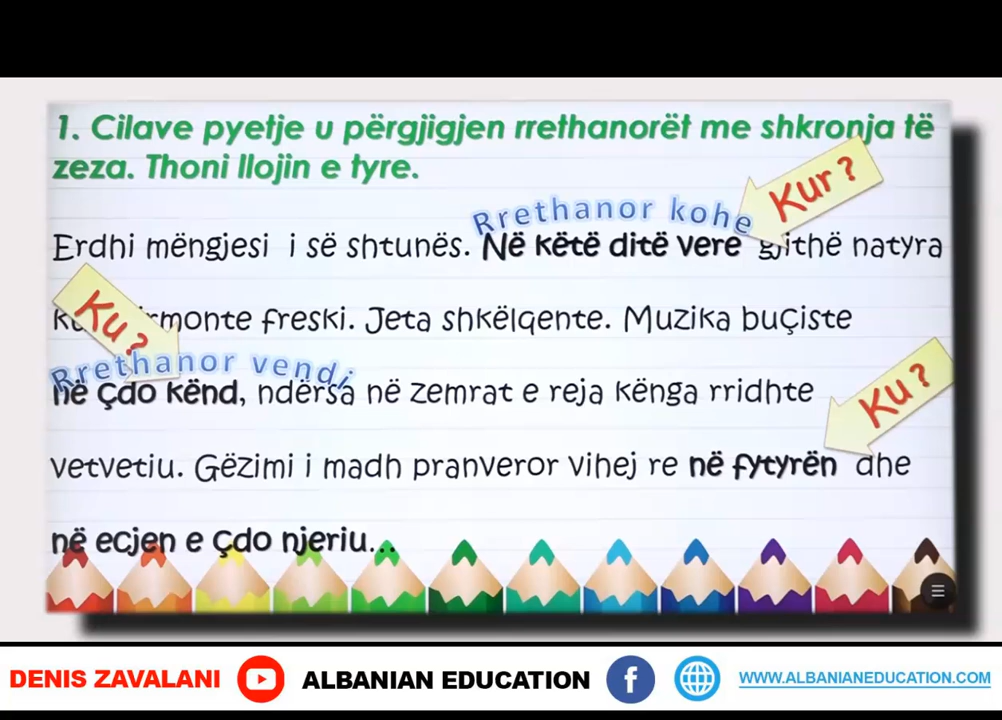 1. Cilave pyetje u përgjigjen rrethanorët me shkronja të
zeza. Thoni llojin e tyre.
Kur ?
Rrethanor kohe
Erdhi mëngjesi i së shtunës. Në këtë ditë vere gjithë natyra
Ku ?
freski. Jeta shkëlqente. Muzika buçiste
Rrethanor vendi
në çdo kënd, ndërsa në zemrat e reja kënga rridhte
Ku ?
vetvetiu. Gëzimi i madh pranveror vihej re në fytyrën dhe
në ecjen e çdo njeriu...
DENIS ZAVALANI
ALBANIAN EDUCATION
f
WWW.ALBANIANEDUCATION.COM